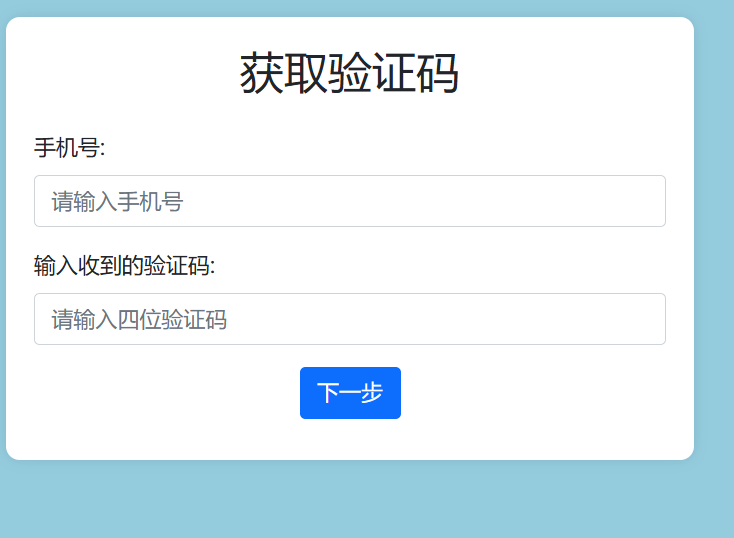 获取验证码
手机号:
请输入手机号
输入收到的验证码:
请输入四位验证码
下一步